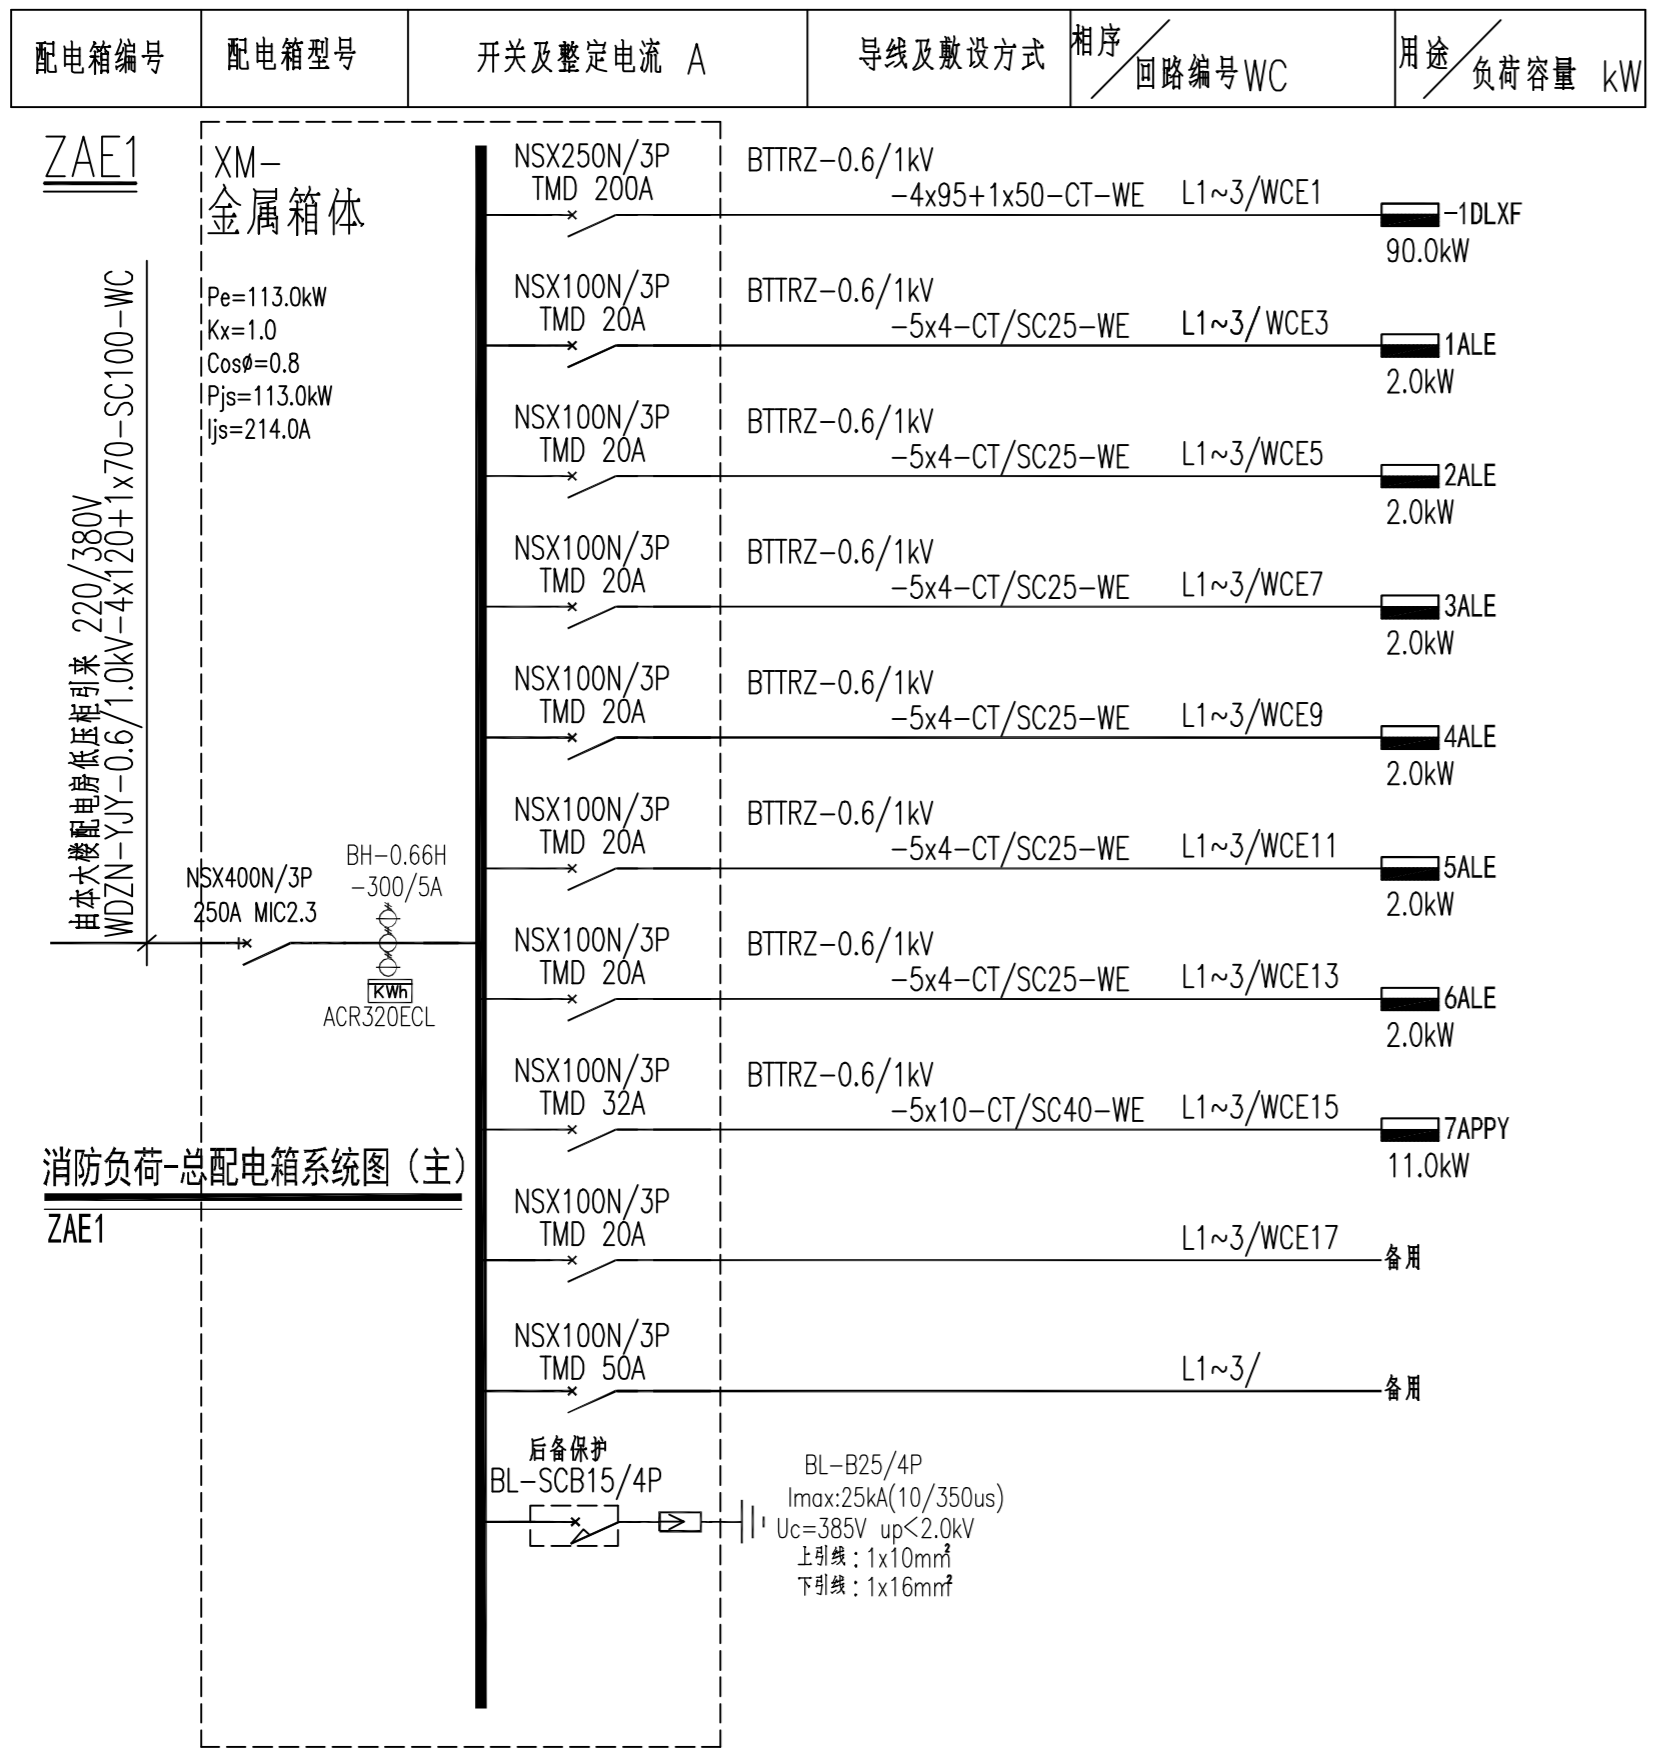 配电箱编号
配电箱型号
开关及整定电流 A
导线及敷设方式
相序
回路编号WC
用途
负荷容量 kW
ZAE1
XM-
金属箱体
Pe=113.0kW
Kx=1.0
Cosø=0.8
Pjs=113.0kW
Ijs=214.0A
由本大楼配电房低压柜引来 220/380V
WDZN-YJY-0.6/1.0kV-4x120+1x70-SC100-WC
NSX400N/3P
250A MIC2.3
BH-0.66H
-300/5A
KWh
ACR320ECL
NSX250N/3P
TMD 200A
BTTRZ-0.6/1kV
-4x95+1x50-CT-WE
L1~3/WCE1
-1DLXF
90.0kW
NSX100N/3P
TMD 20A
BTTRZ-0.6/1kV
-5x4-CT/SC25-WE
L1~3/WCE3
1ALE
2.0kW
NSX100N/3P
TMD 20A
BTTRZ-0.6/1kV
-5x4-CT/SC25-WE
L1~3/WCE5
2ALE
2.0kW
NSX100N/3P
TMD 20A
BTTRZ-0.6/1kV
-5x4-CT/SC25-WE
L1~3/WCE7
3ALE
2.0kW
NSX100N/3P
TMD 20A
BTTRZ-0.6/1kV
-5x4-CT/SC25-WE
L1~3/WCE9
4ALE
2.0kW
NSX100N/3P
TMD 20A
BTTRZ-0.6/1kV
-5x4-CT/SC25-WE
L1~3/WCE11
5ALE
2.0kW
NSX100N/3P
TMD 20A
BTTRZ-0.6/1kV
-5x4-CT/SC25-WE
L1~3/WCE13
6ALE
2.0kW
NSX100N/3P
TMD 32A
BTTRZ-0.6/1kV
-5x10-CT/SC40-WE
L1~3/WCE15
7APPY
11.0kW
消防负荷-总配电箱系统图（主）
ZAE1
NSX100N/3P
TMD 20A
L1~3/WCE17
备用
NSX100N/3P
TMD 50A
L1~3/
备用
后备保护
BL-SCB15/4P
BL-B25/4P
Imax:25kA(10/350us)
Uc=385V up<2.0kV
上引线：1x10mm²
下引线：1x16mm²